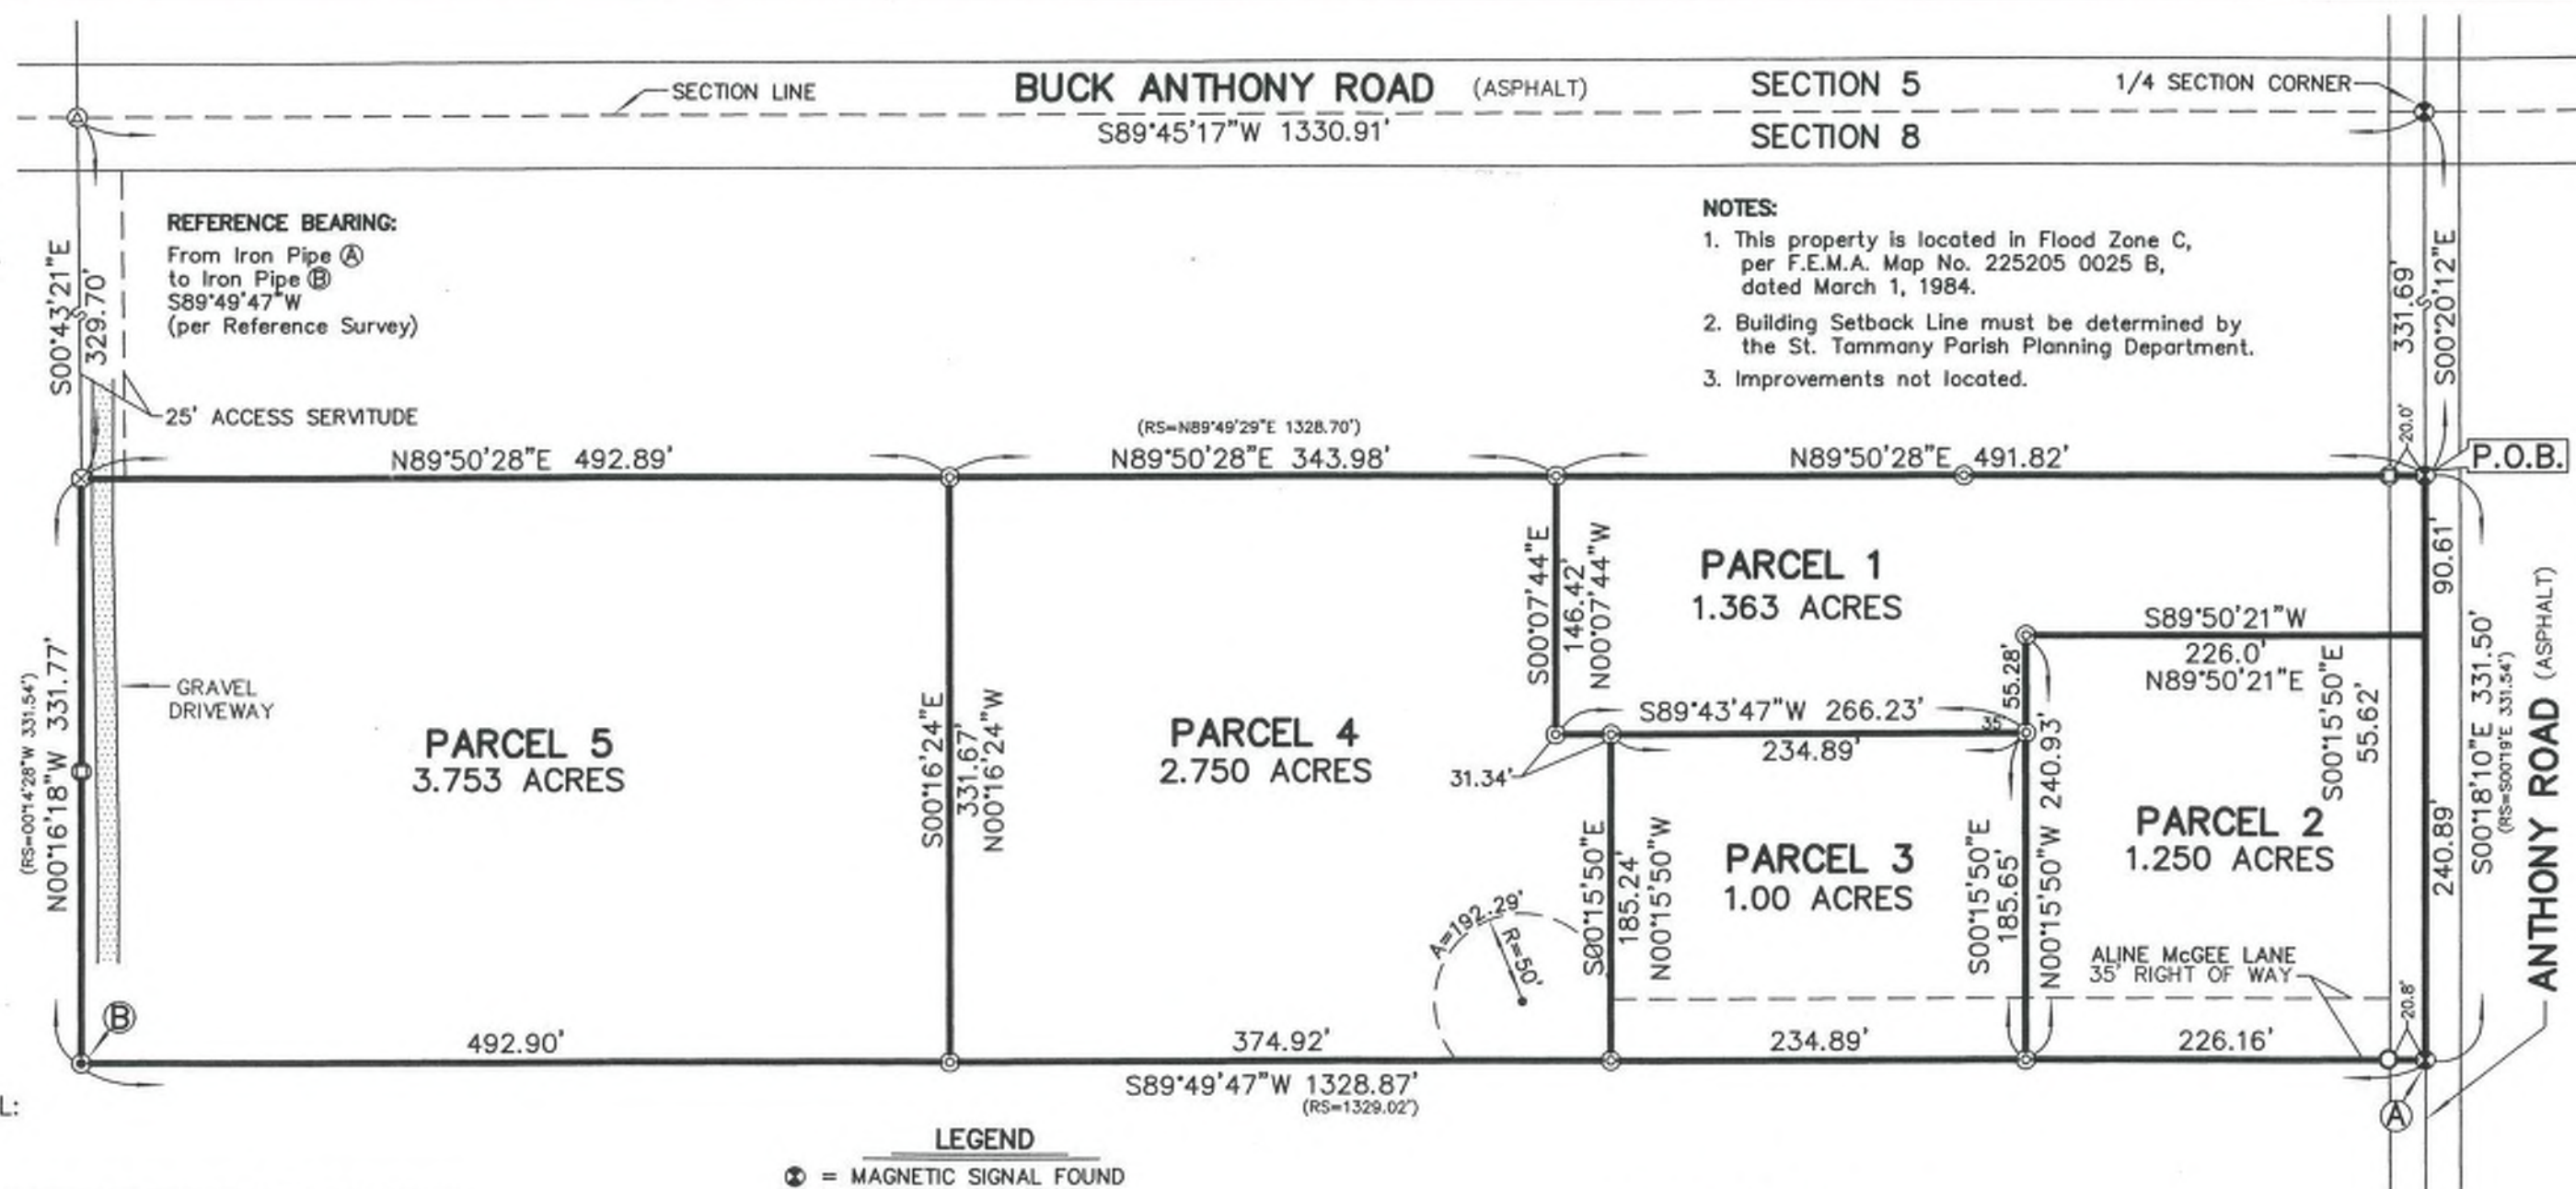 BUCK ANTHONY ROAD (ASPHALT)
SECTION LINE
SECTION 5
1/4 SECTION CORNER
S89°45'17"W 1330.91'
SECTION 8
REFERENCE BEARING:
From Iron Pipe Ⓐ
to Iron Pipe Ⓑ
S89°49'47"W
(per Reference Survey)
NOTES:
1. This property is located in Flood Zone C,
per F.E.M.A. Map No. 225205 0025 B,
dated March 1, 1984.
2. Building Setback Line must be determined by
the St. Tammany Parish Planning Department.
3. Improvements not located.
S00°43'21"E
329.70'
331.69'
S00°20'12"E
25' ACCESS SERVITUDE
20.0'
P.O.B.
(RS=N89°49'29"E 1328.70')
N89°50'28"E 492.89'
N89°50'28"E 343.98'
N89°50'28"E 491.82'
S00°07'44"E
146.42'
N00°07'44"W
PARCEL 1
1.363 ACRES
90.61'
S89°50'21"W
226.0'
N89°50'21"E
55.28'
S00°15'50"E
55.62'
(RS=00°14'28"W 331.54')
N00°16'18"W 331.77'
GRAVEL
DRIVEWAY
PARCEL 5
3.753 ACRES
S00°16'24"E
331.67'
N00°16'24"W
PARCEL 4
2.750 ACRES
S89°43'47"W 266.23'
35'
234.89'
31.34'
S00°15'50"E
185.24'
N00°15'50"W
PARCEL 3
1.00 ACRES
S00°15'50"E
185.65'
N00°15'50"W 240.93'
PARCEL 2
1.250 ACRES
240.89'
S00°18'10"E 331.50'
(RS=S00°19'E 331.54')
ANTHONY ROAD (ASPHALT)
A=192.29'
R=50'
ALINE McGEE LANE
35' RIGHT OF WAY
20.8'
Ⓑ
492.90'
374.92'
234.89'
226.16'
S89°49'47"W 1328.87'
(RS=1329.02')
Ⓐ
L:
LEGEND
= MAGNETIC SIGNAL FOUND